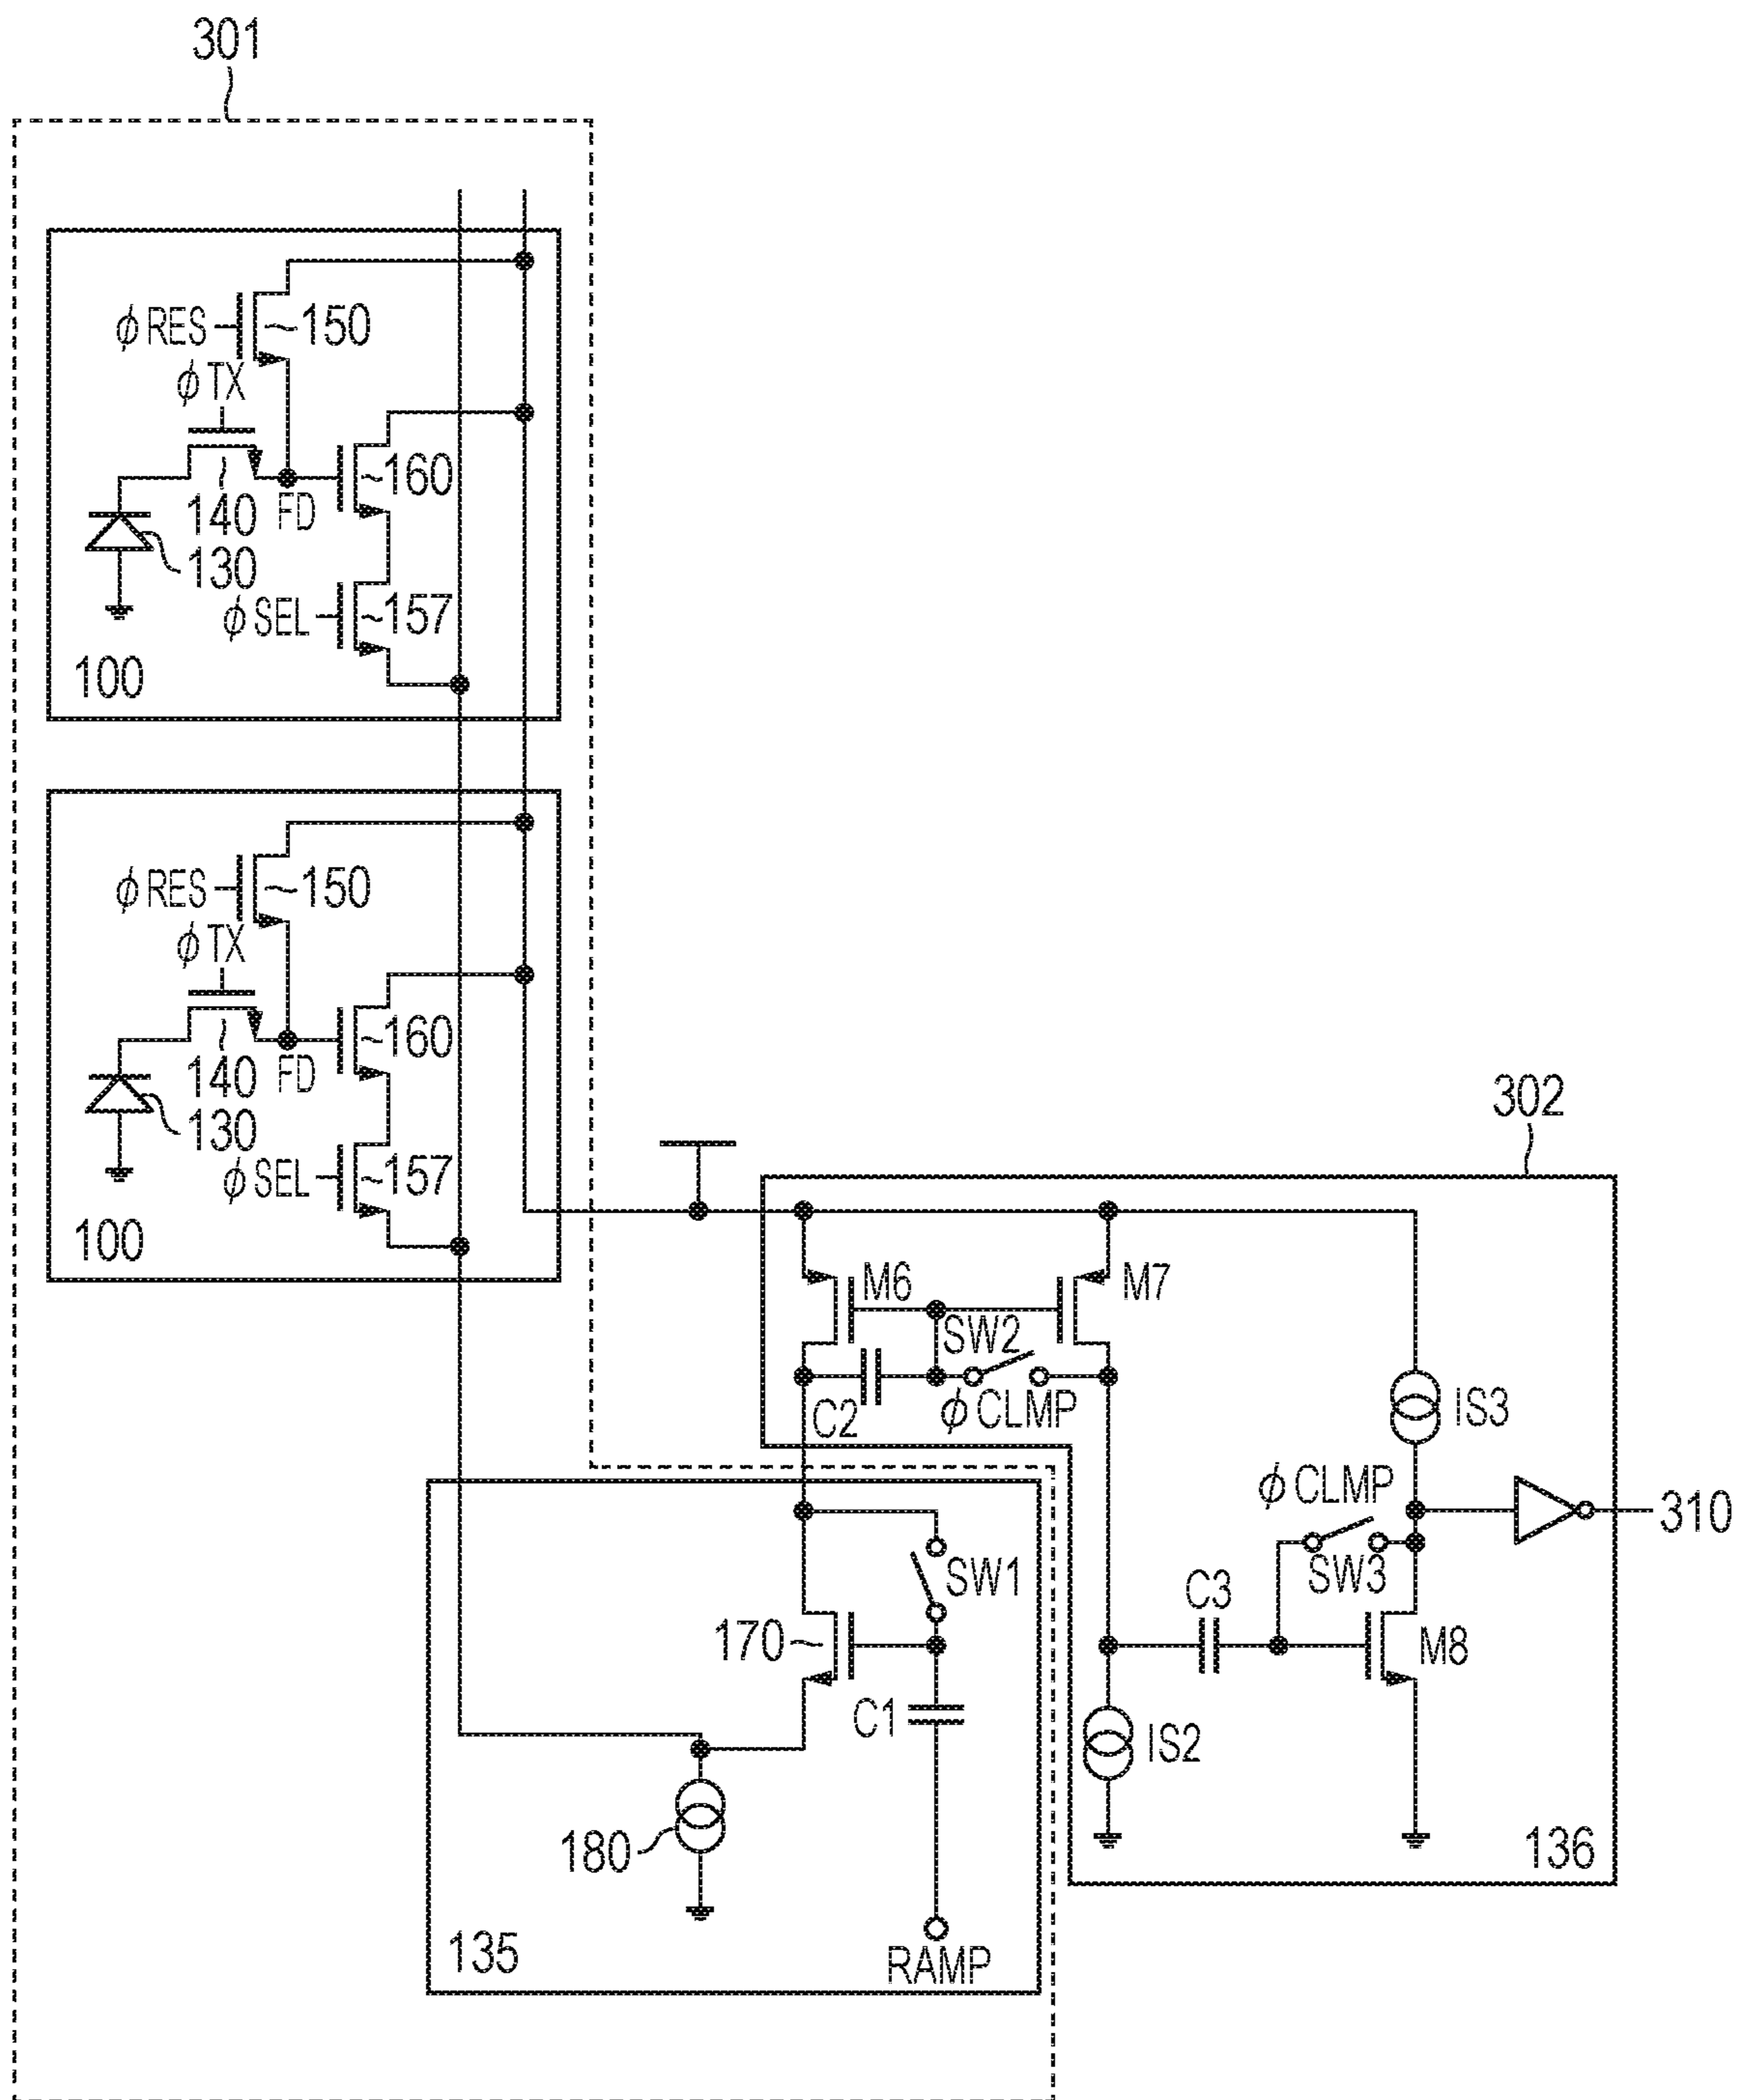 301
ϕRES
150
ϕTX
160
140
FD
130
ϕSEL
157
100
ϕRES
150
ϕTX
160
140
FD
130
ϕSEL
157
100
302
M6
M7
SW2
C2
ϕCLMP
IS3
ϕCLMP
310
SW1
SW3
C3
170
M8
C1
IS2
180
136
135
RAMP